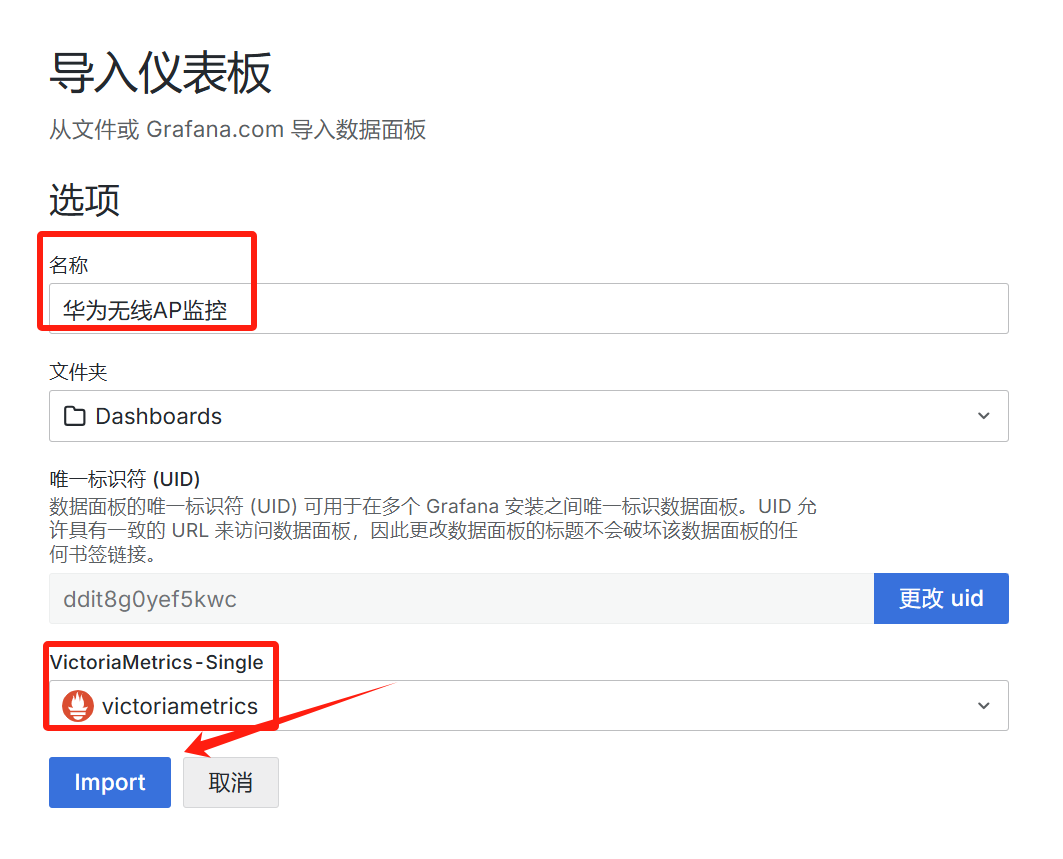 导入仪表板
从文件或 Grafana.com 导入数据面板
选项
名称
华为无线AP监控
文件夹
Dashboards
唯一标识符 (UID)
数据面板的唯一标识符 (UID) 可用于在多个 Grafana 安装之间唯一标识数据面板。UID 允
许具有一致的 URL 来访问数据面板，因此更改数据面板的标题不会破坏该数据面板的任
何书签链接。
ddit8g0yef5kwc
更改 uid
VictoriaMetrics-Single
victoriametrics
Import
取消